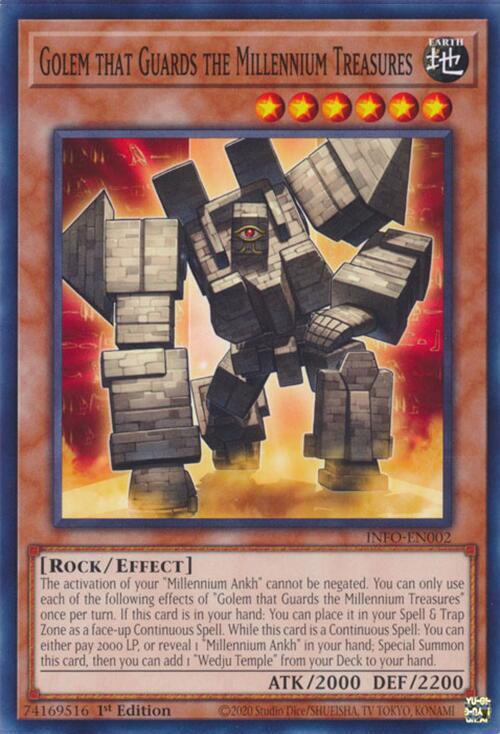 GOLEM THAT GUARDS THE MILLENNIUM TREASURES
EARTH
地
INFO-EN002
[ROCK/EFFECT]
The activation of your "Millennium Ankh" cannot be negated. You can only use
each of the following effects of "Golem that Guards the Millennium Treasures"
once per turn. If this card is in your hand: You can place it in your Spell & Trap
Zone as a face-up Continuous Spell. While this card is a Continuous Spell: You can
either pay 2000 LP, or reveal 1 "Millennium Ankh" in your hand; Special Summon
this card, then you can add 1 "Wedju Temple" from your Deck to your hand.
ATK/2000 DEF/2200
74169516 1st Edition
©2020 Studio Dice/SHUEISHA, TV TOKYO, KONAMI